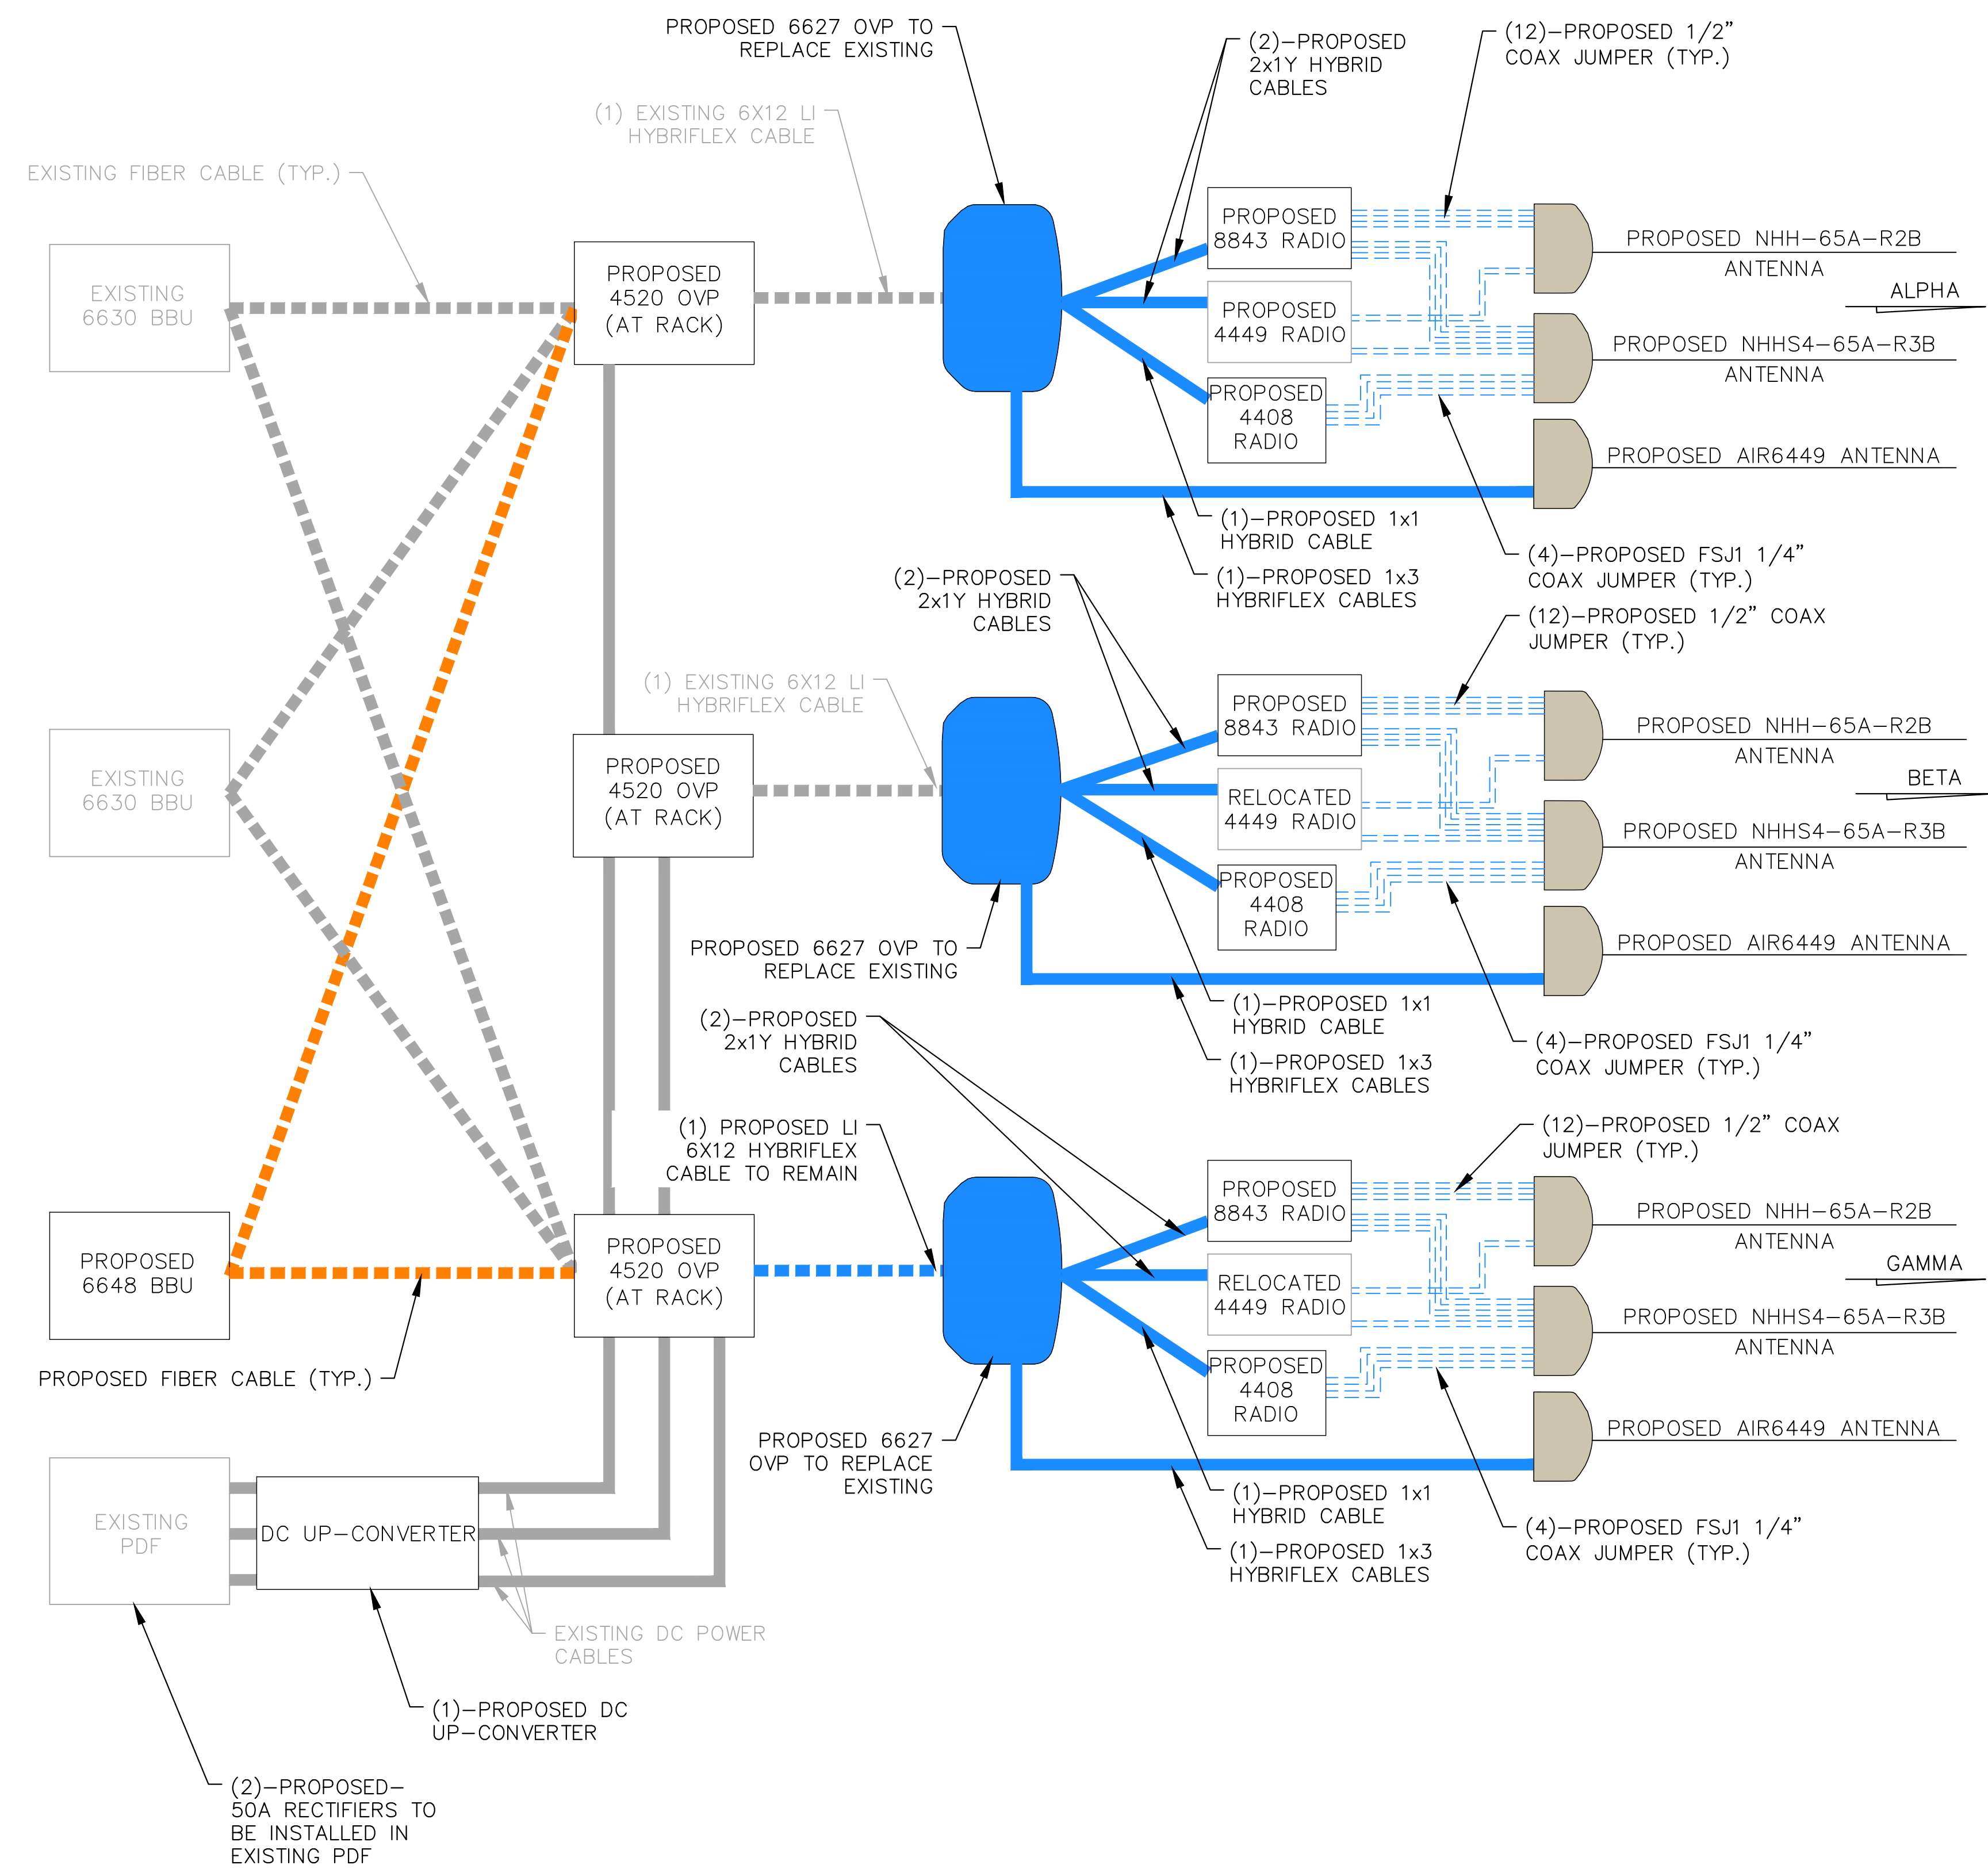 PROPOSED 6627 OVP TO
REPLACE EXISTING
(2)-PROPOSED
2x1Y HYBRID
CABLES
(12)-PROPOSED 1/2"
COAX JUMPER (TYP.)
(1) EXISTING 6X12 LI
HYBRIFLEX CABLE
EXISTING FIBER CABLE (TYP.)
EXISTING
6630 BBU
PROPOSED
4520 OVP
(AT RACK)
PROPOSED
8843 RADIO
PROPOSED
4449 RADIO
PROPOSED
4408
RADIO
PROPOSED NHH-65A-R2B
ANTENNA
ALPHA
PROPOSED NHHS4-65A-R3B
ANTENNA
PROPOSED AIR6449 ANTENNA
(1)-PROPOSED 1x1
HYBRID CABLE
(1)-PROPOSED 1x3
HYBRIFLEX CABLES
(4)-PROPOSED FSJ1 1/4"
COAX JUMPER (TYP.)
(2)-PROPOSED
2x1Y HYBRID
CABLES
(12)-PROPOSED 1/2" COAX
JUMPER (TYP.)
(1) EXISTING 6X12 LI
HYBRIFLEX CABLE
EXISTING
6630 BBU
PROPOSED
4520 OVP
(AT RACK)
PROPOSED
8843 RADIO
RELOCATED
4449 RADIO
PROPOSED
4408
RADIO
PROPOSED NHH-65A-R2B
ANTENNA
BETA
PROPOSED NHHS4-65A-R3B
ANTENNA
PROPOSED AIR6449 ANTENNA
PROPOSED 6627 OVP TO
REPLACE EXISTING
(1)-PROPOSED 1x1
HYBRID CABLE
(1)-PROPOSED 1x3
HYBRIFLEX CABLES
(4)-PROPOSED FSJ1 1/4"
COAX JUMPER (TYP.)
(2)-PROPOSED
2x1Y HYBRID
CABLES
(1) PROPOSED LI
6X12 HYBRIFLEX
CABLE TO REMAIN
(12)-PROPOSED 1/2" COAX
JUMPER (TYP.)
PROPOSED
6648 BBU
PROPOSED
4520 OVP
(AT RACK)
PROPOSED
8843 RADIO
RELOCATED
4449 RADIO
PROPOSED
4408
RADIO
PROPOSED NHH-65A-R2B
ANTENNA
GAMMA
PROPOSED NHHS4-65A-R3B
ANTENNA
PROPOSED AIR6449 ANTENNA
PROPOSED FIBER CABLE (TYP.)
PROPOSED 6627
OVP TO REPLACE
EXISTING
(1)-PROPOSED 1x1
HYBRID CABLE
(1)-PROPOSED 1x3
HYBRIFLEX CABLES
(4)-PROPOSED FSJ1 1/4"
COAX JUMPER (TYP.)
EXISTING
PDF
DC UP-CONVERTER
EXISTING DC POWER
CABLES
(1)-PROPOSED DC
UP-CONVERTER
(2)-PROPOSED-
50A RECTIFIERS TO
BE INSTALLED IN
EXISTING PDF